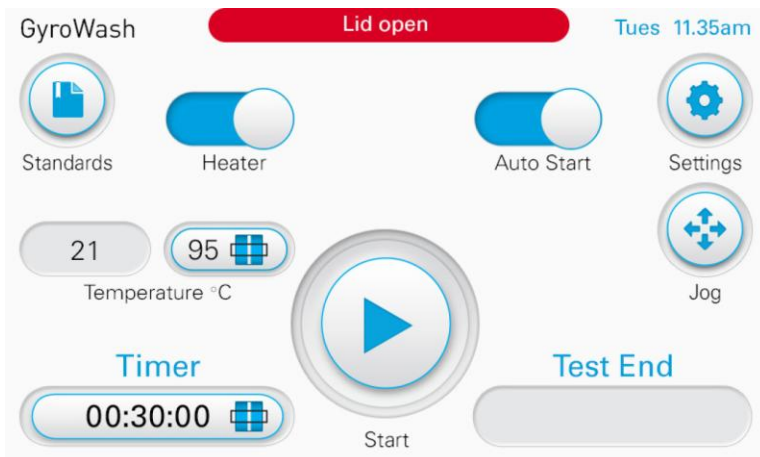 GyroWash
Lid open
Tues 11.35am
Standards
Heater
Auto Start
Settings
21
95
Temperature °C
Jog
Timer
Test End
00:30:00
Start